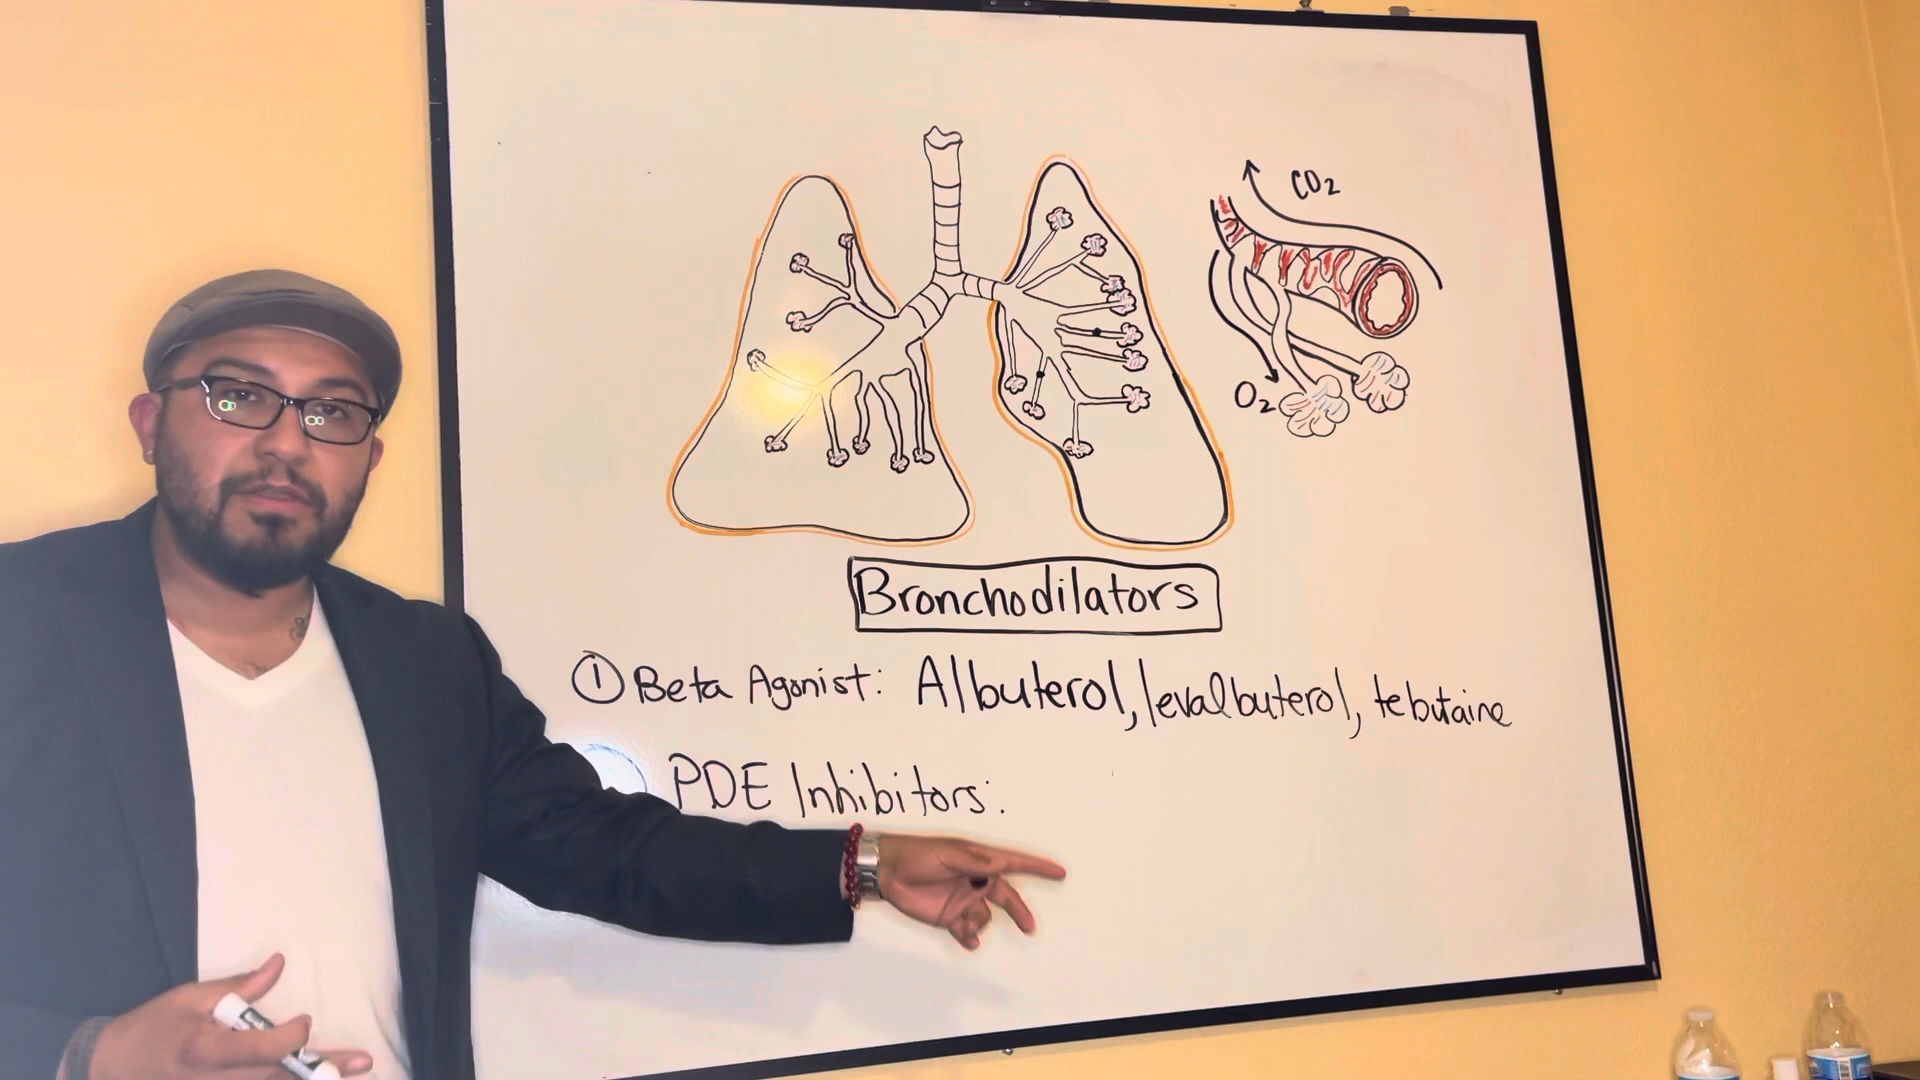 CO2
O2
Bronchodilators
1 Beta Agonist: Albuterol, levalbuterol, tebutaine
PDE Inhibitors: